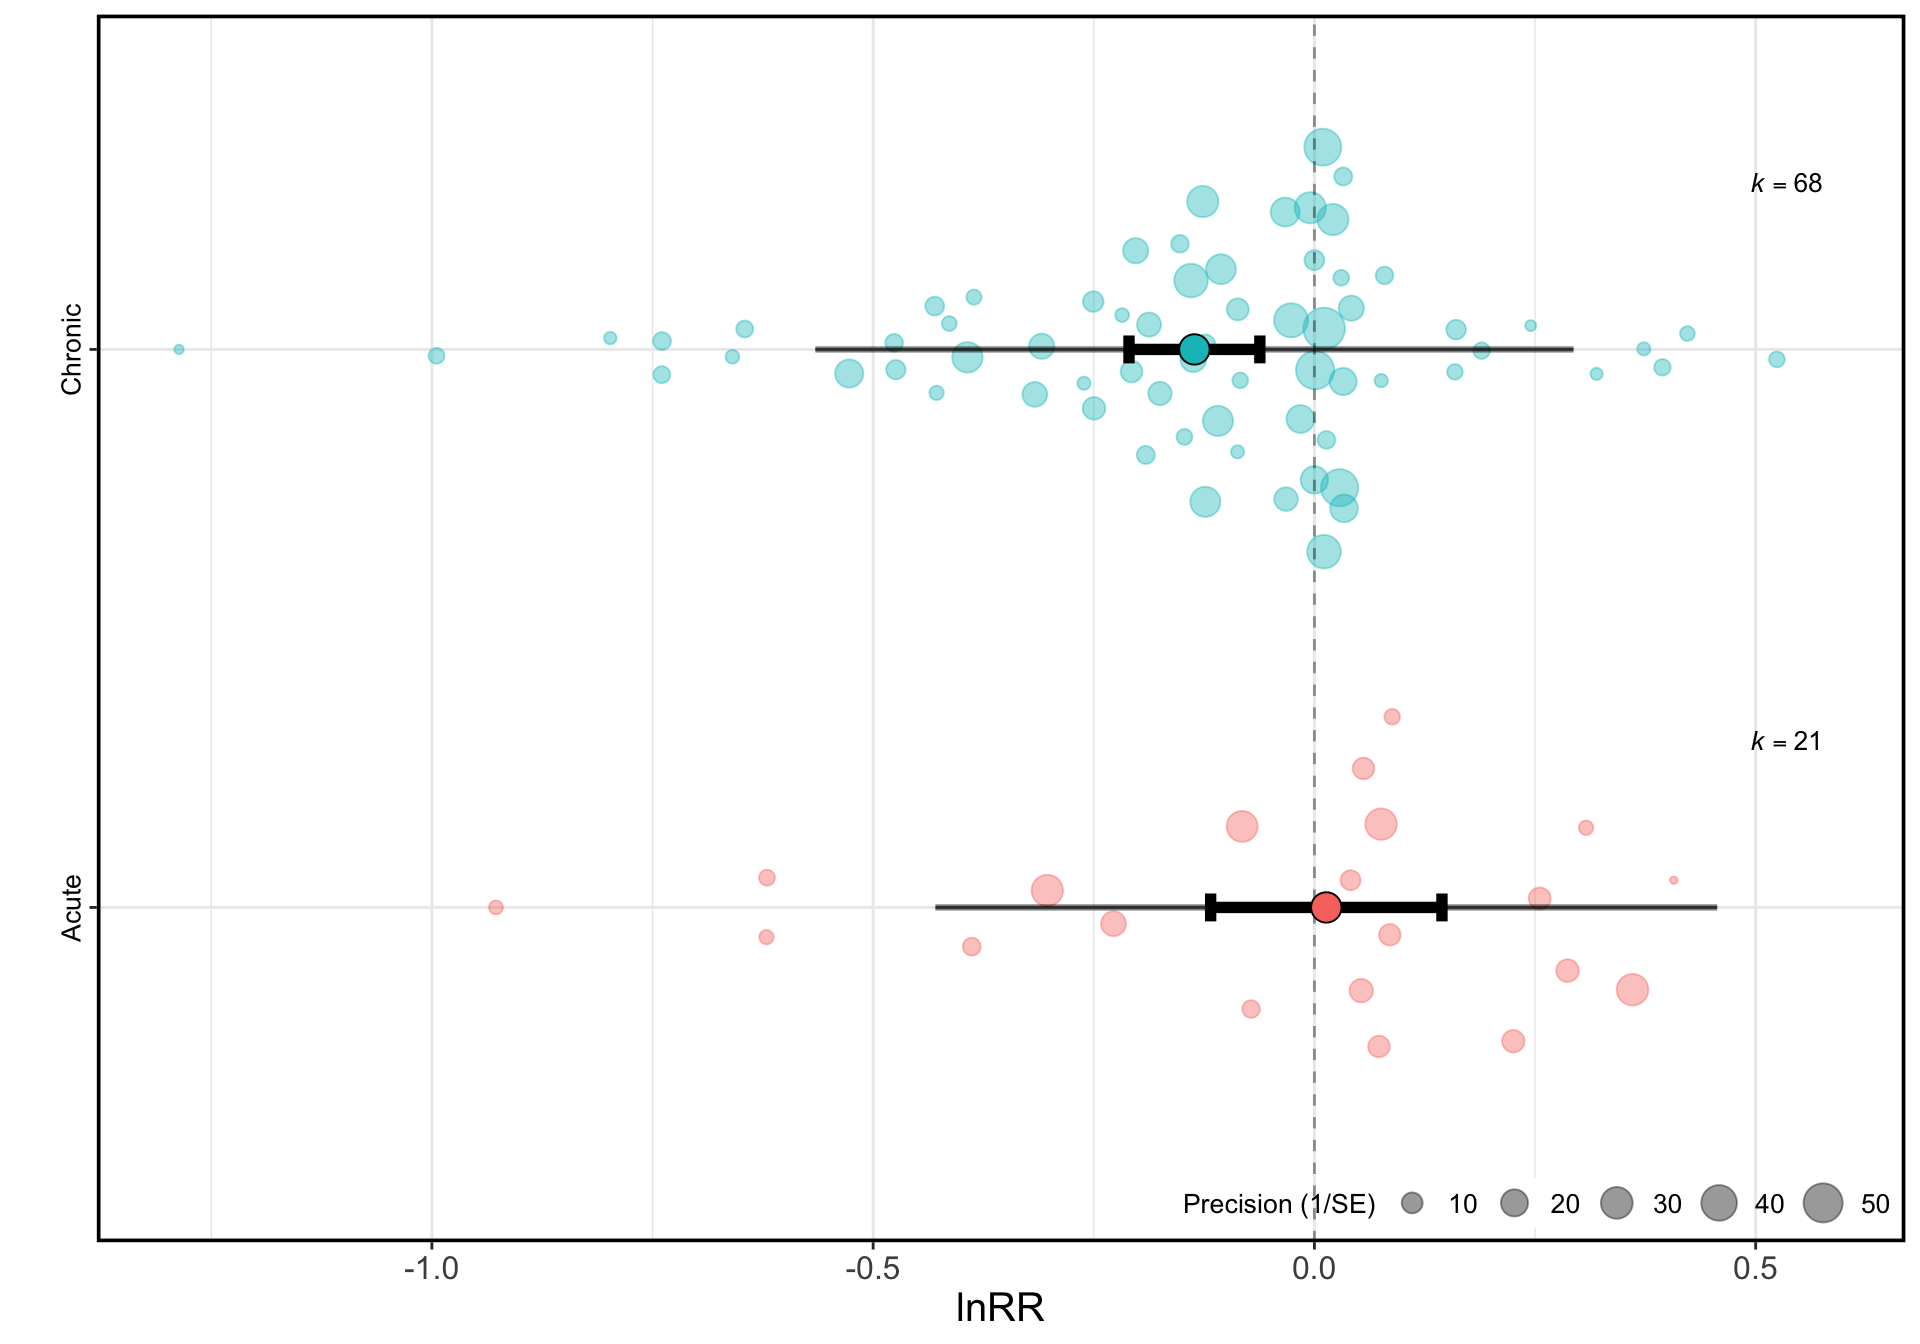 k = 68
Chronic
k = 21
Acute
Precision (1/SE) 10 20 30 40 50
-1.0 -0.5 0.0 0.5
lnRR